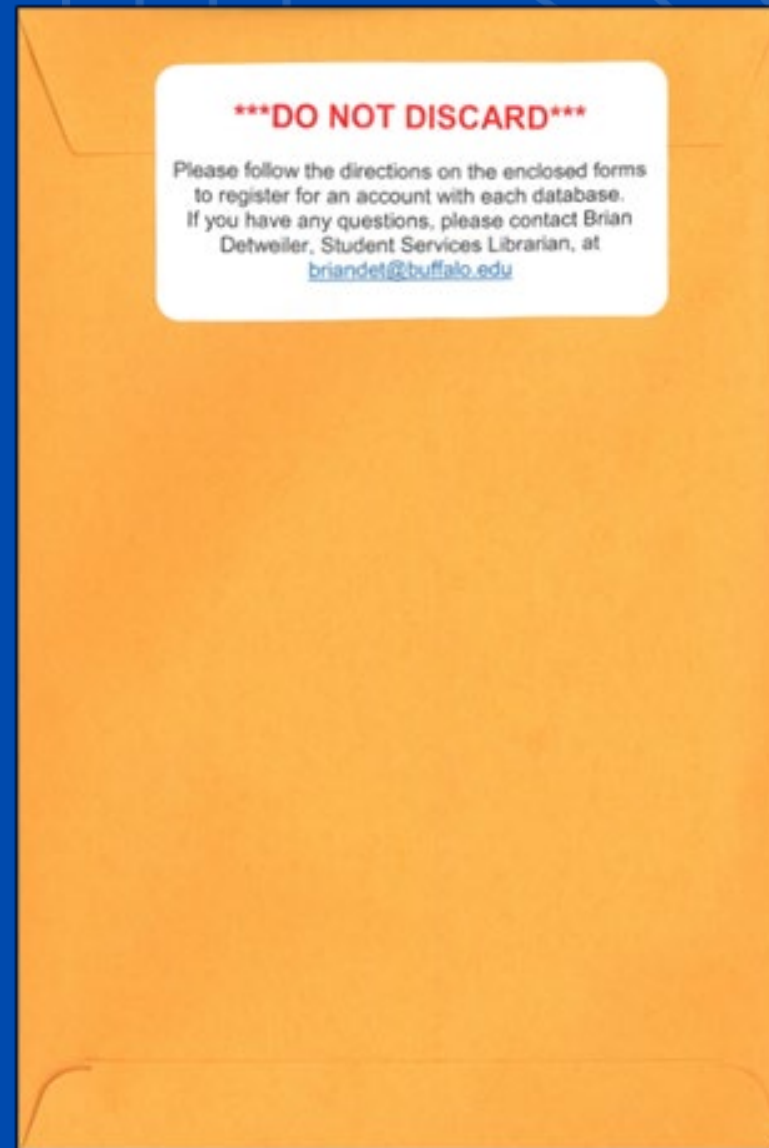 ***DO NOT DISCARD***
Please follow the directions on the enclosed forms
to register for an account with each database.
If you have any questions, please contact Brian
Detweiler, Student Services Librarian, at
briandet@buffalo.edu